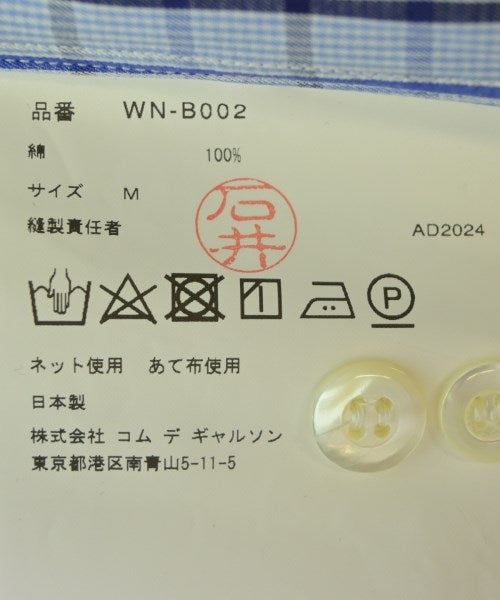 品番 WN-B002
綿 100%
サイズ M
石井
縫製責任者
AD2024
P
ネット使用 あて布使用
日本製
株式会社 コム デ ギャルソン
東京都港区南青山5-11-5